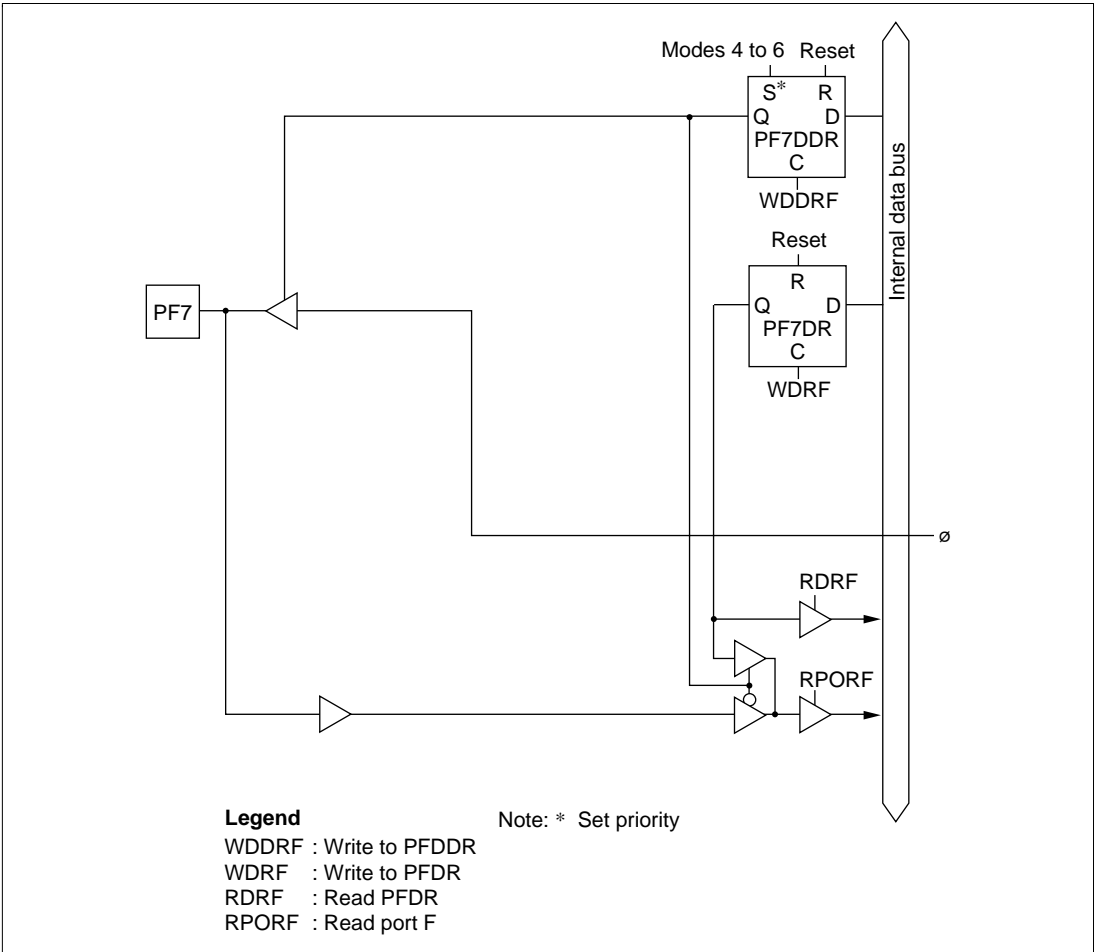 Modes 4 to 6 Reset
S* R
Q D
PF7DDR
C
WDDRF
Reset
R
Q D
PF7DR
C
WDRF
Internal data bus
PF7
ø
RDRF
RPORF
Legend
WDDRF : Write to PFDDR
WDRF : Write to PFDR
RDRF : Read PFDR
RPORF : Read port F
Note: * Set priority